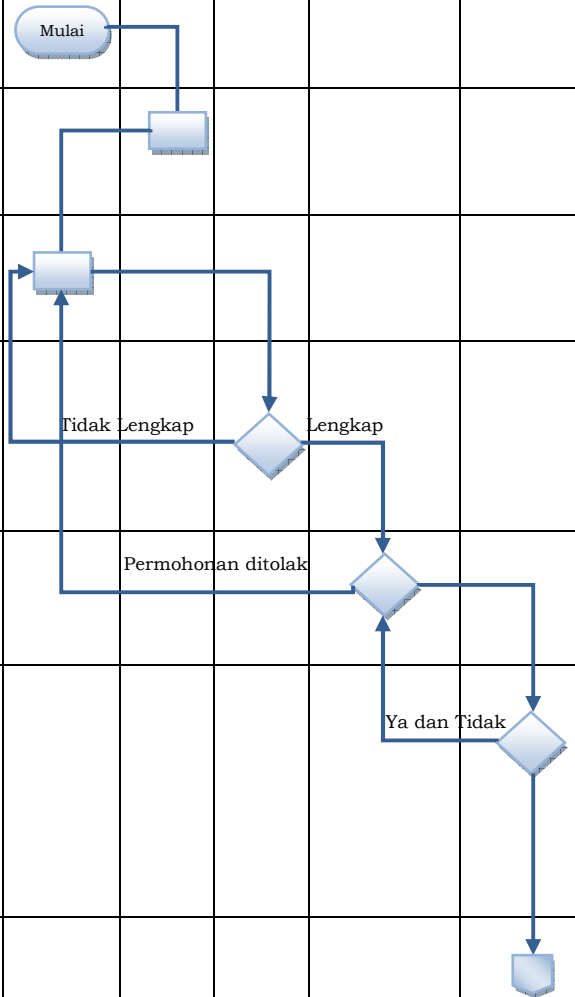 Mulai
Tidak Lengkap
Lengkap
Permohonan ditolak
Ya dan Tidak